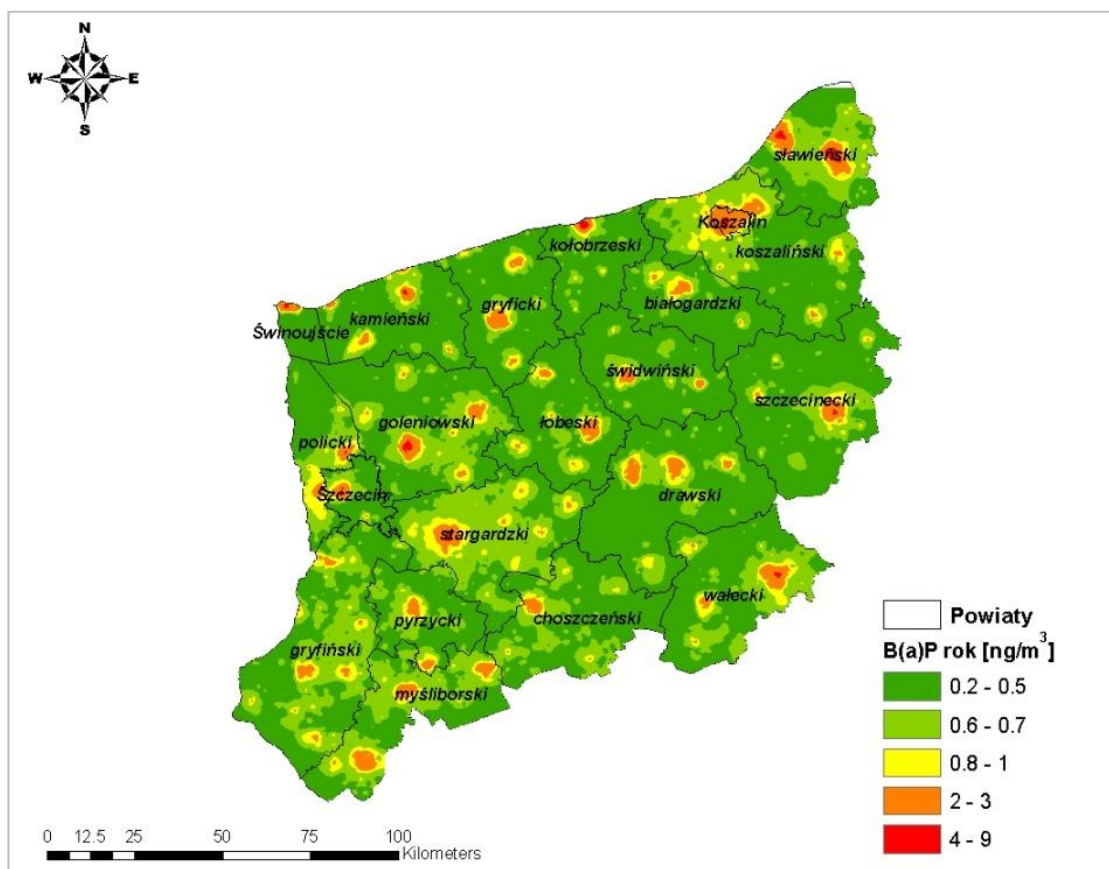 N
W E
S
sławieński
Koszalin
kołobrzeski
koszaliński
gryficki
białogardzki
kamieński
Świnoujście
świdwiński
szczecinecki
goleniowski
łobeski
policki
Szczecin
drawski
stargardzki
wałecki
choszczeński
pyrzycki
gryfiński
myśliborski
Powiaty
B(a)P rok [ng/m³]
0.2 - 0.5
0.6 - 0.7
0.8 - 1
2 - 3
4 - 9
0 12.5 25 50 75 100
Kilometers